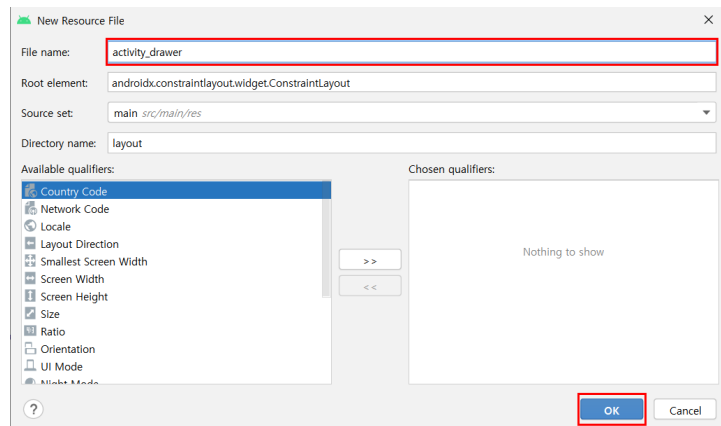 New Resource File
File name: activity_drawer
Root element: androidx.constraintlayout.widget.ConstraintLayout
Source set: main src/main/res
Directory name: layout
Available qualifiers: Chosen qualifiers:
Country Code
Network Code
Locale
Layout Direction
Smallest Screen Width
Screen Width
Screen Height
Size
Ratio
Orientation
UI Mode
Night Mode
>>
<<
Nothing to show
?
OK Cancel